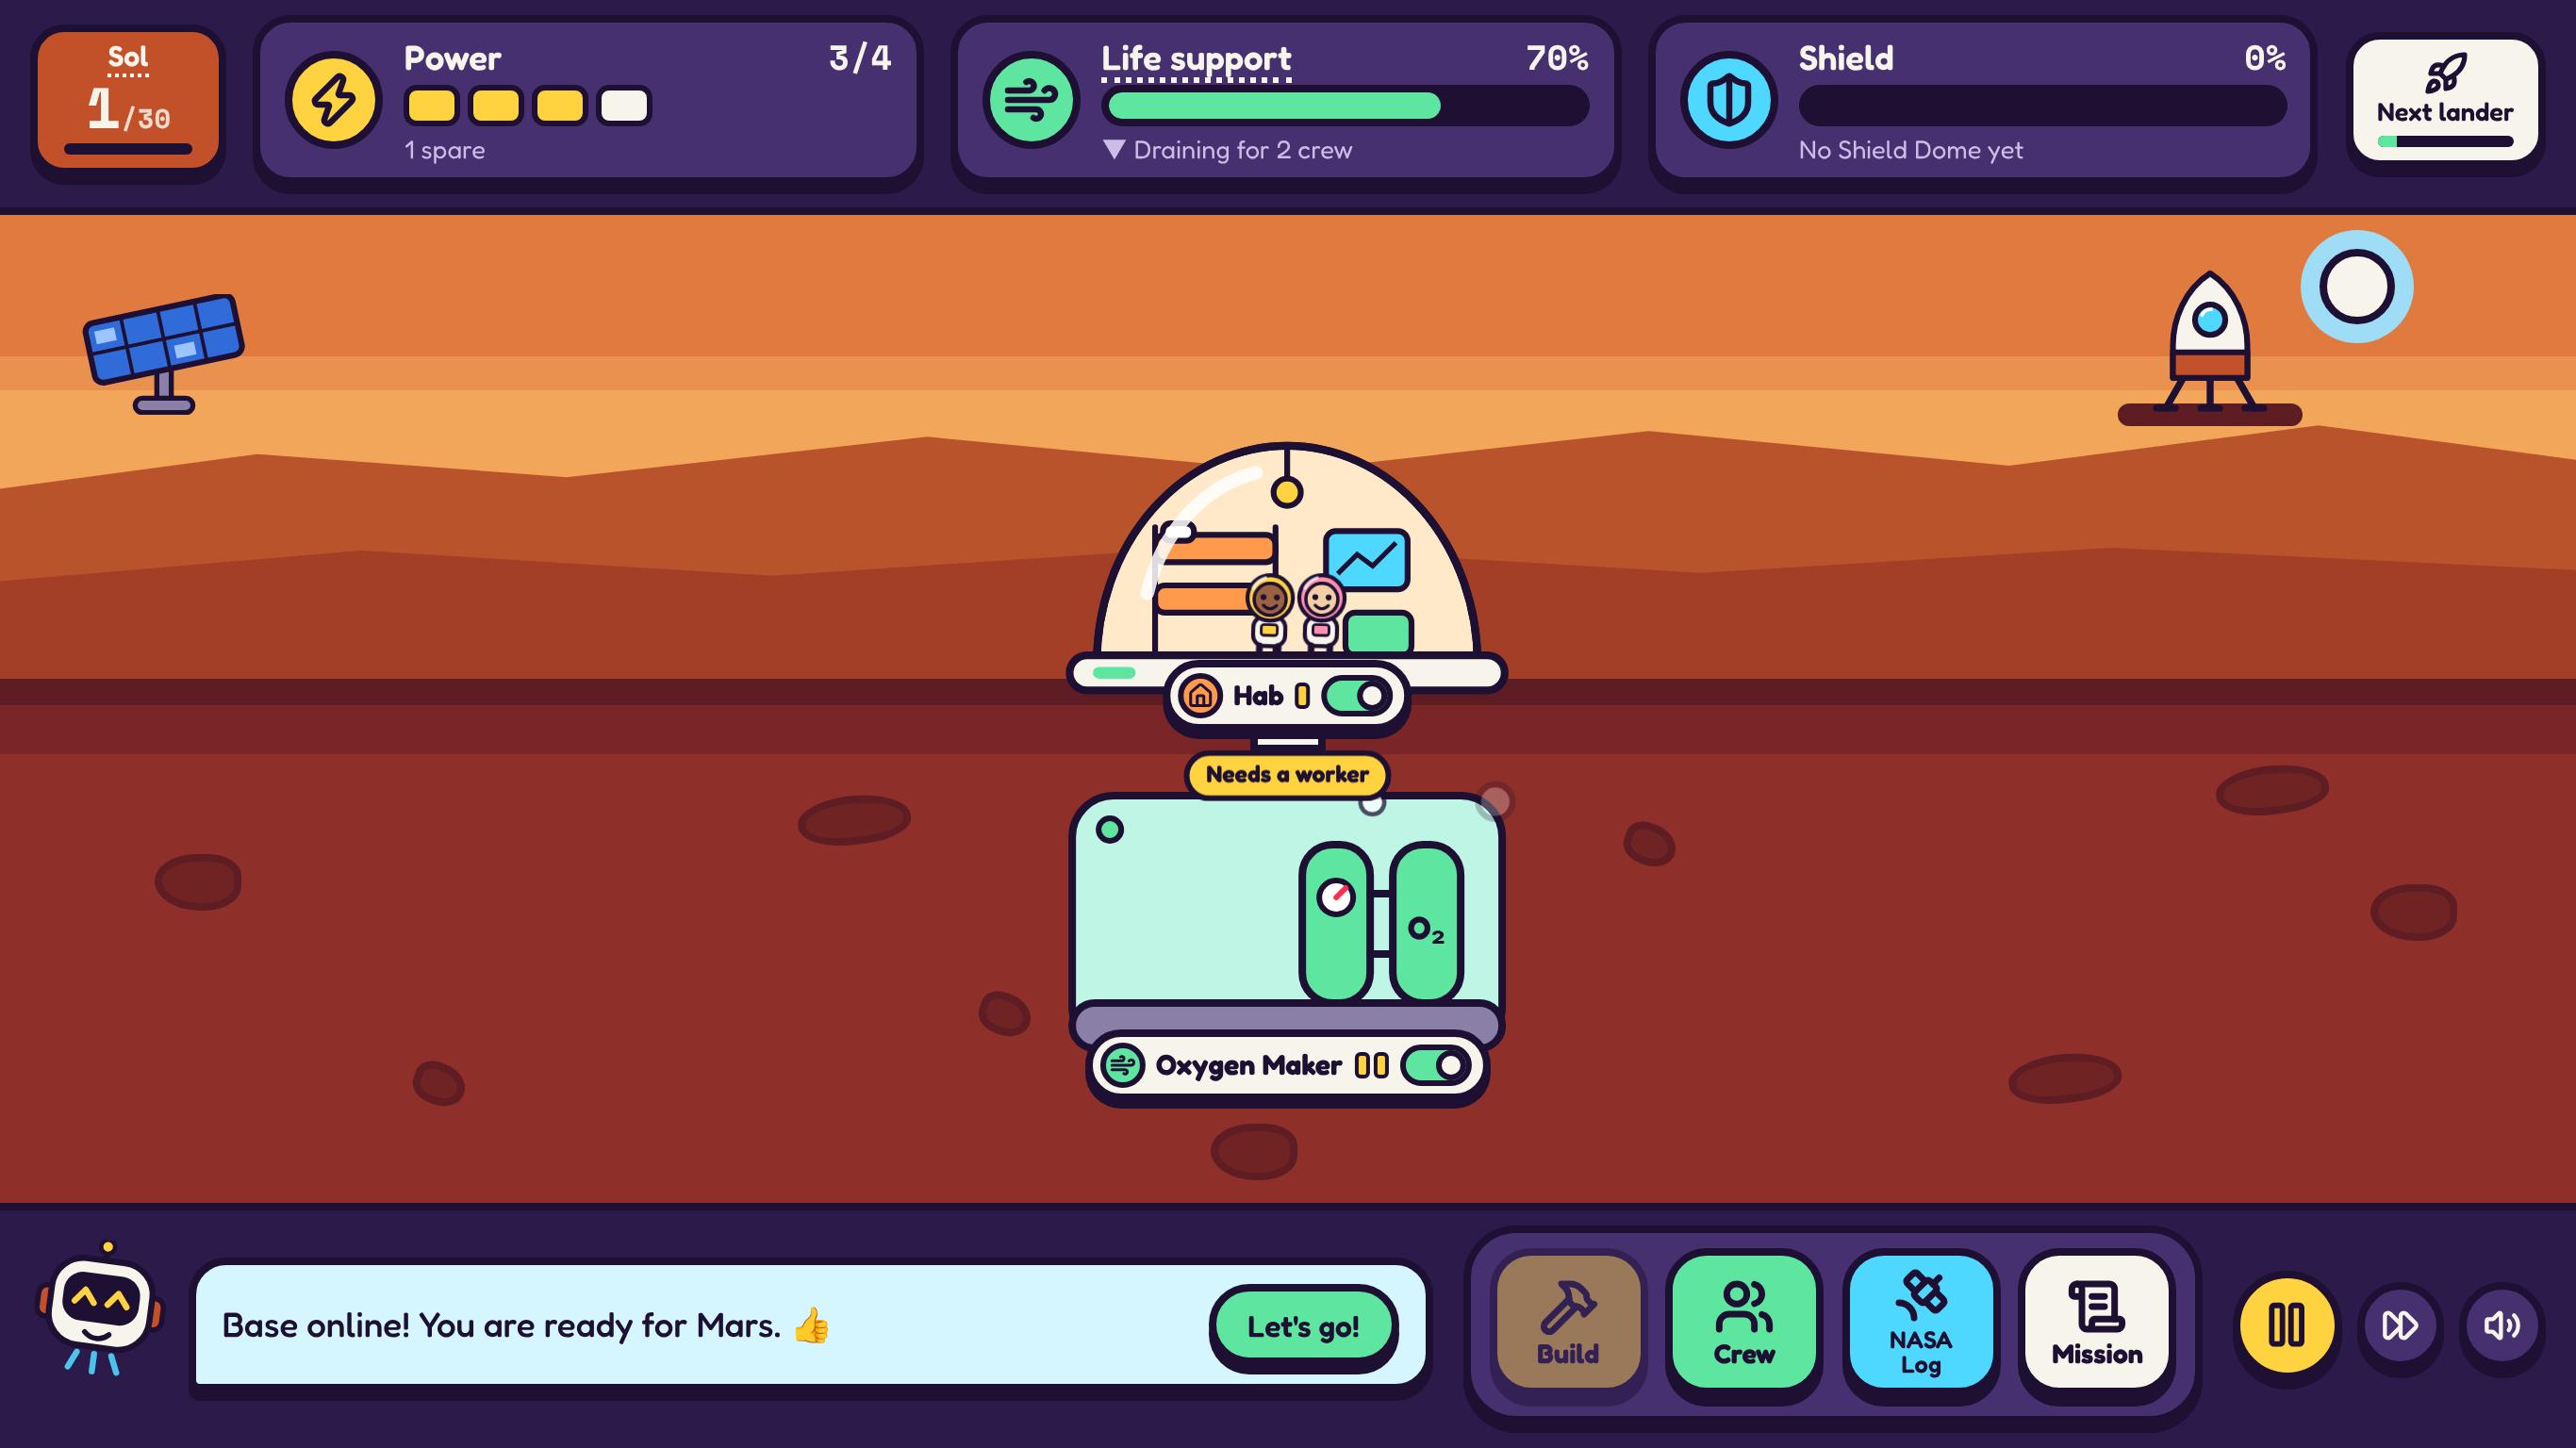 Sol
1/30
Power
3/4
1 spare
Life support
70%
Draining for 2 crew
Shield
0%
No Shield Dome yet
Next lander
Hab
Needs a worker
O₂
Oxygen Maker
Base online! You are ready for Mars. 👍
Let's go!
Build
Crew
NASA
Log
Mission